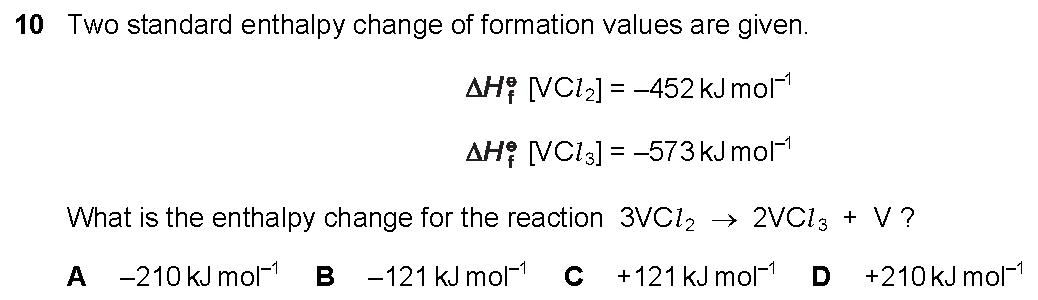 10 Two standard enthalpy change of formation values are given.
ΔH⦵f [VCl2] = –452 kJ mol–1
ΔH⦵f [VCl3] = –573 kJ mol–1
What is the enthalpy change for the reaction 3VCl2 → 2VCl3 + V ?
A –210 kJ mol–1 B –121 kJ mol–1 C +121 kJ mol–1 D +210 kJ mol–1